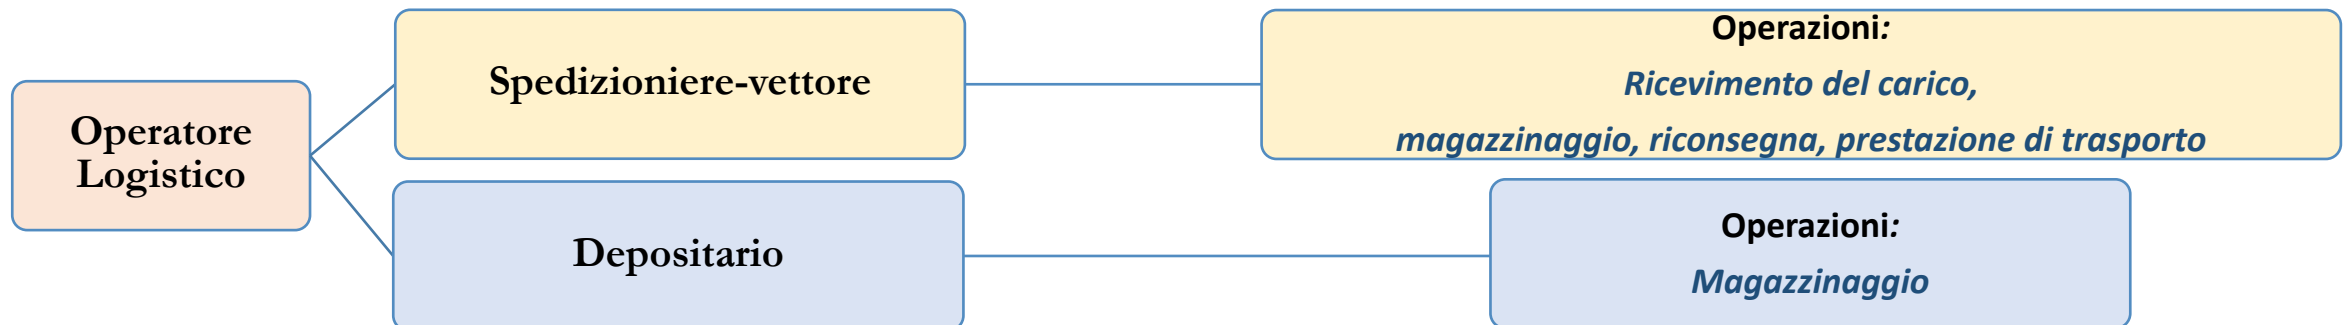 Operatore
Logistico
Spedizioniere-vettore
Operazioni:
Ricevimento del carico,
magazzinaggio, riconsegna, prestazione di trasporto
Depositario
Operazioni:
Magazzinaggio